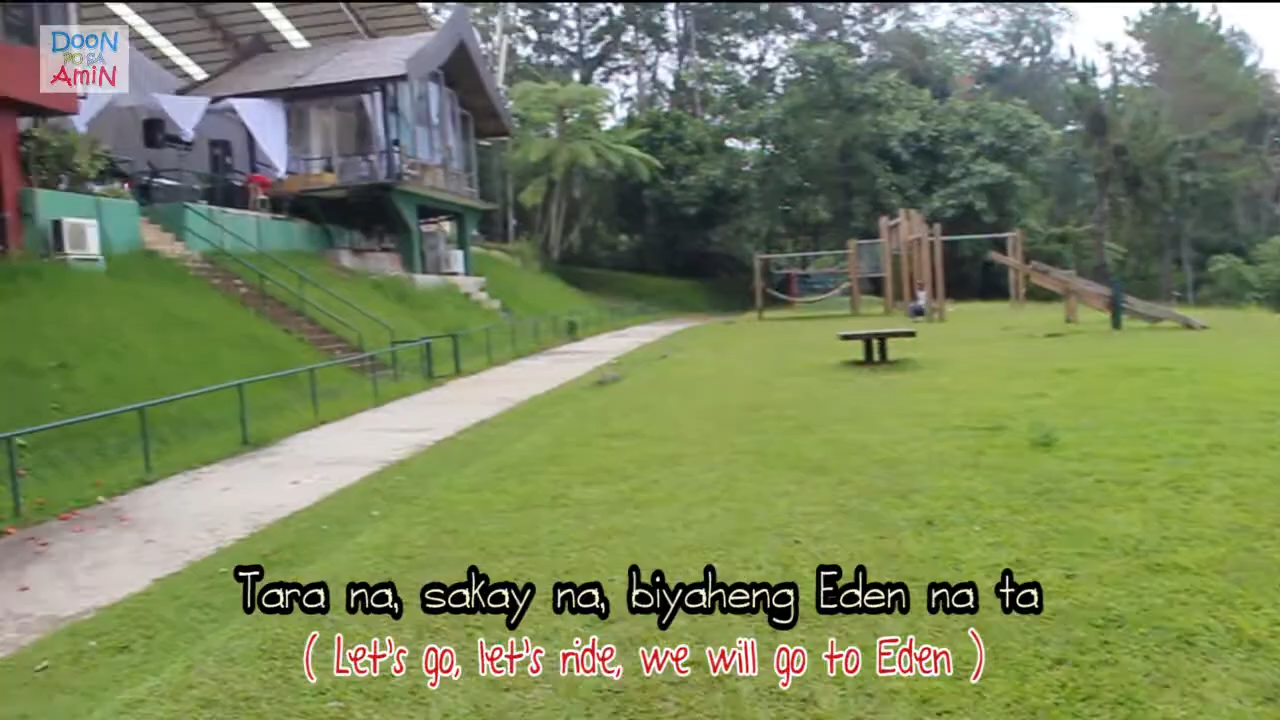 DOON
PO SA
AMIN
Tara na, sakay na, biyaheng Eden na ta
( Let's go, let's ride, we will go to Eden )